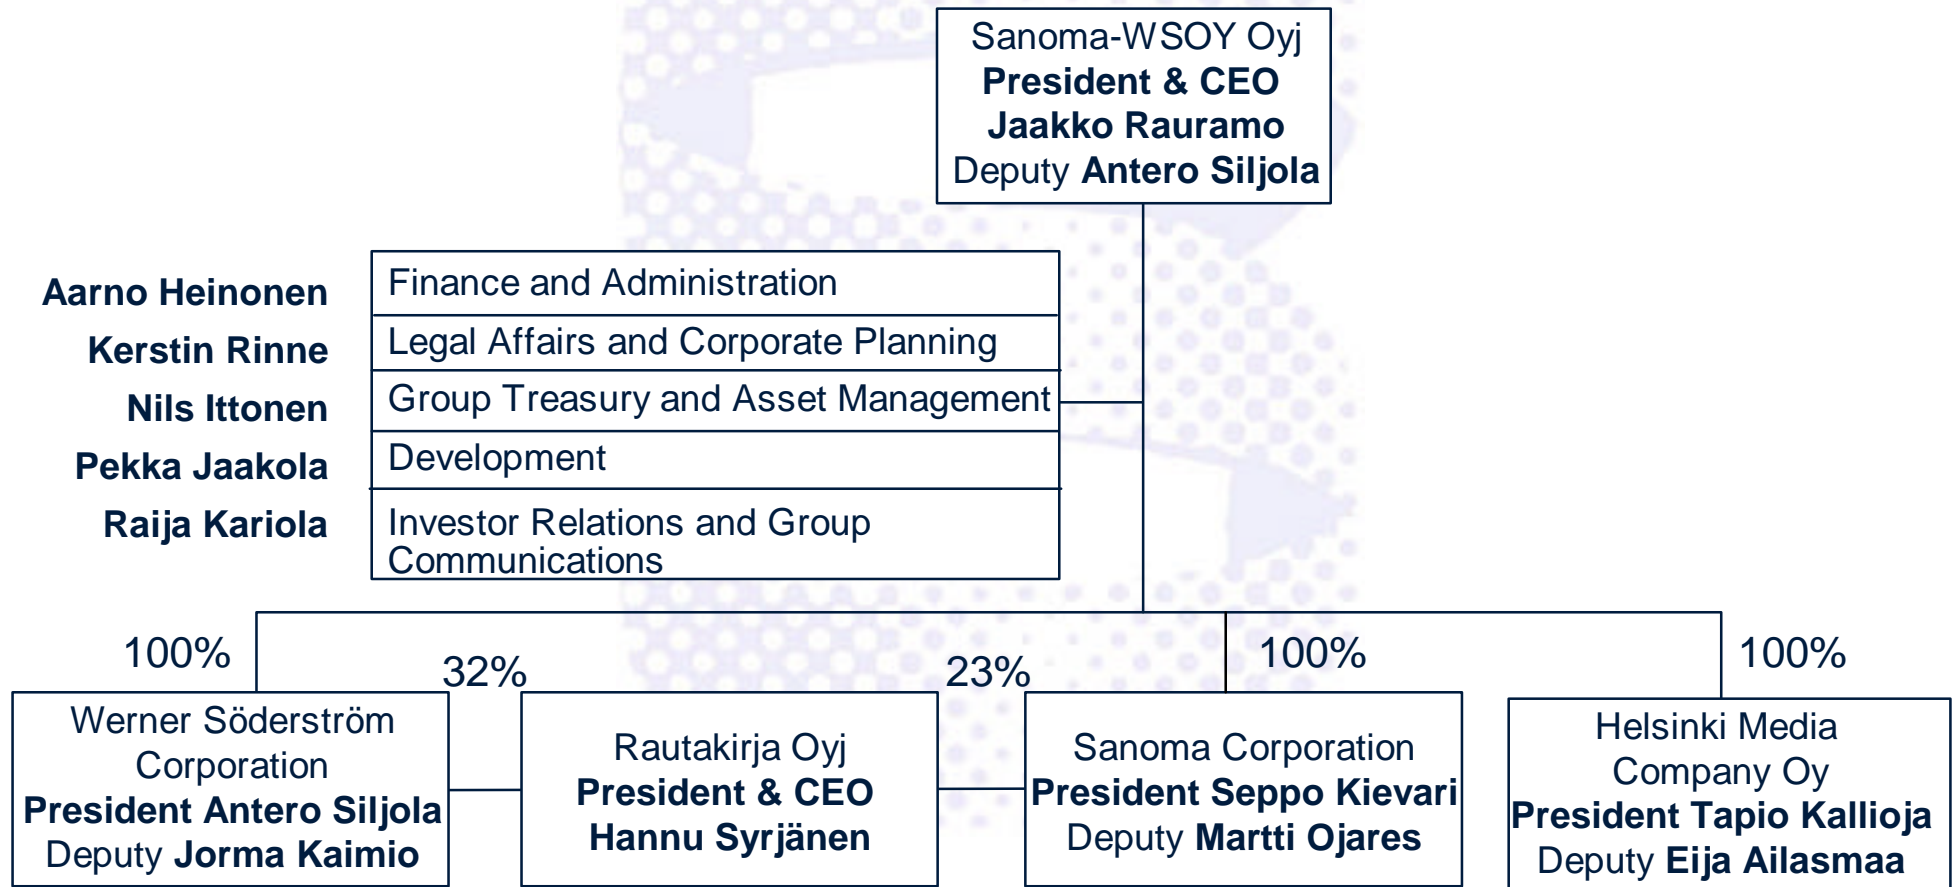 Sanoma-WSOY Oyj
President & CEO
Jaakko Rauramo
Deputy Antero Siljola
Aarno Heinonen
Finance and Administration
Kerstin Rinne
Legal Affairs and Corporate Planning
Nils Ittonen
Group Treasury and Asset Management
Pekka Jaakola
Development
Raija Kariola
Investor Relations and Group
Communications
100%
32%
23%
100%
100%
Werner Söderström
Corporation
President Antero Siljola
Deputy Jorma Kaimio
Rautakirja Oyj
President & CEO
Hannu Syrjänen
Sanoma Corporation
President Seppo Kievari
Deputy Martti Ojares
Helsinki Media
Company Oy
President Tapio Kallioja
Deputy Eija Ailasmaa